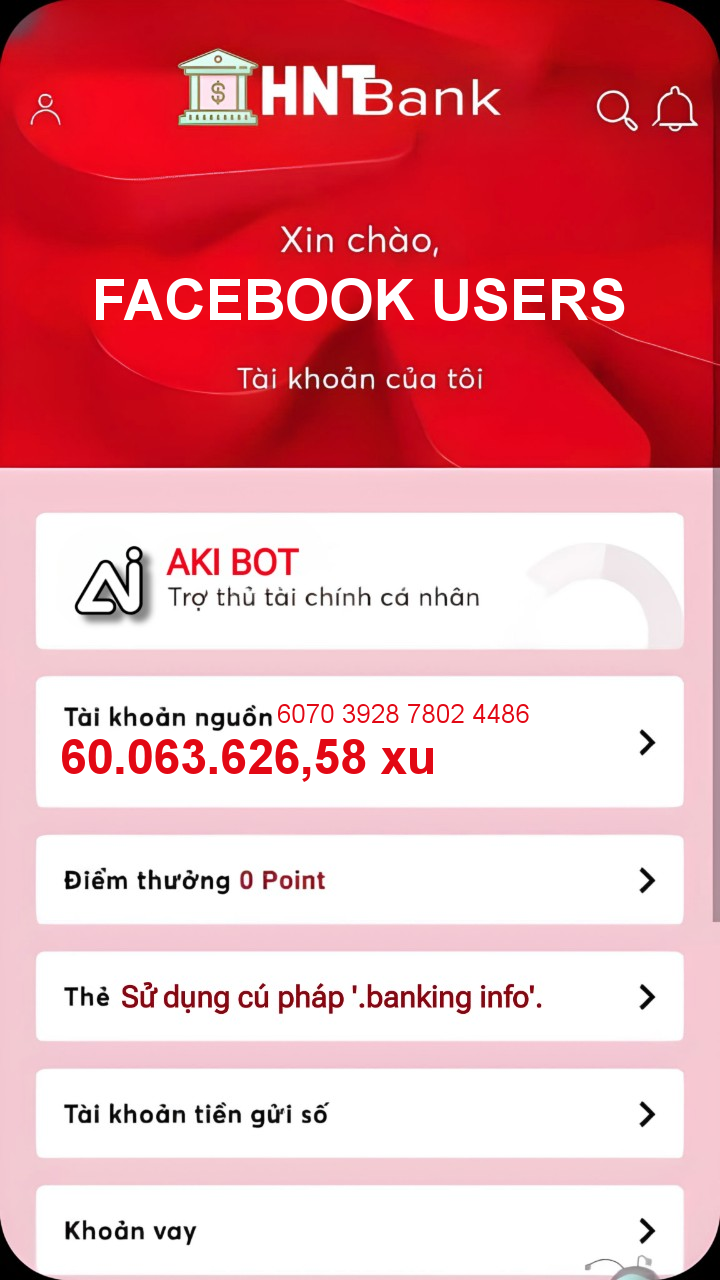 HNTBank
Xin chào,
FACEBOOK USERS
Tài khoản của tôi
AKI BOT
Trợ thủ tài chính cá nhân
Tài khoản nguồn 6070 3928 7802 4486
60.063.626,58 xu
Điểm thưởng 0 Point
Thẻ Sử dụng cú pháp '.banking info'.
Tài khoản tiền gửi số
Khoản vay